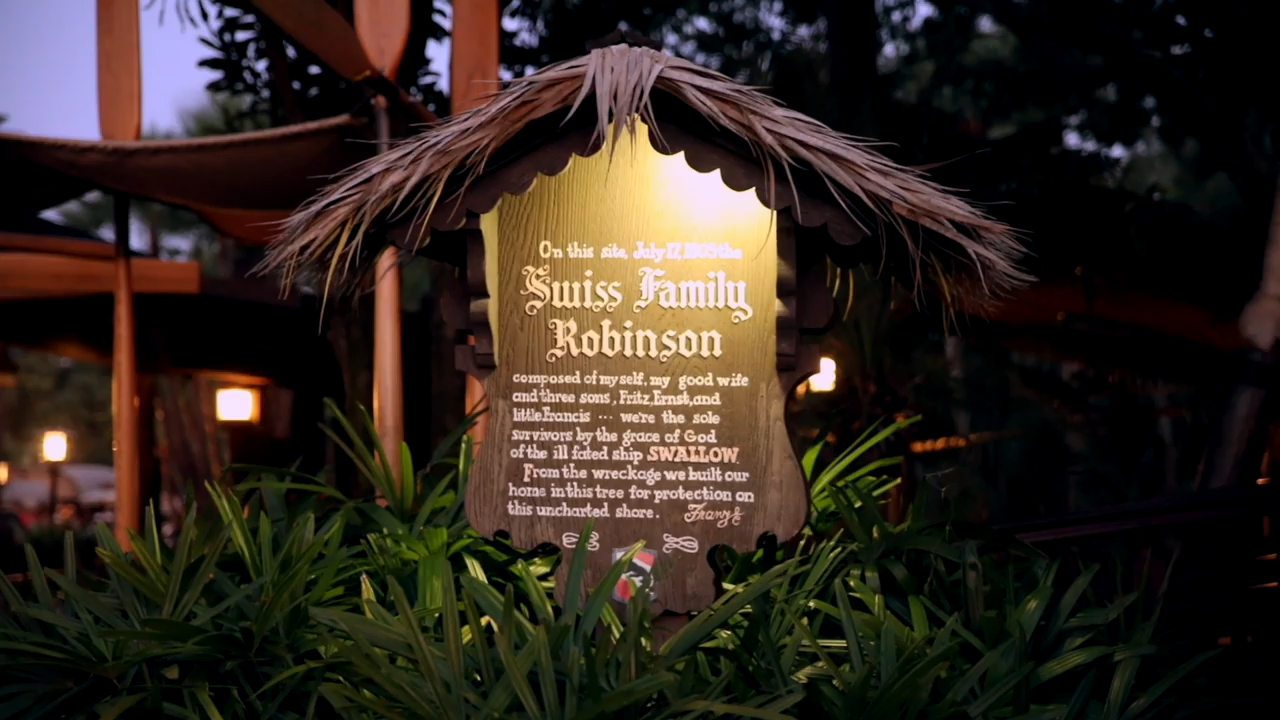 On this site, July 17, 1805 the
Swiss Family
Robinson
composed of myself, my good wife
and three sons, Fritz, Ernst, and
little Francis --- we're the sole
survivors by the grace of God
of the ill fated ship SWALLOW.
From the wreckage we built our
home in this tree for protection on
this uncharted shore. Franz